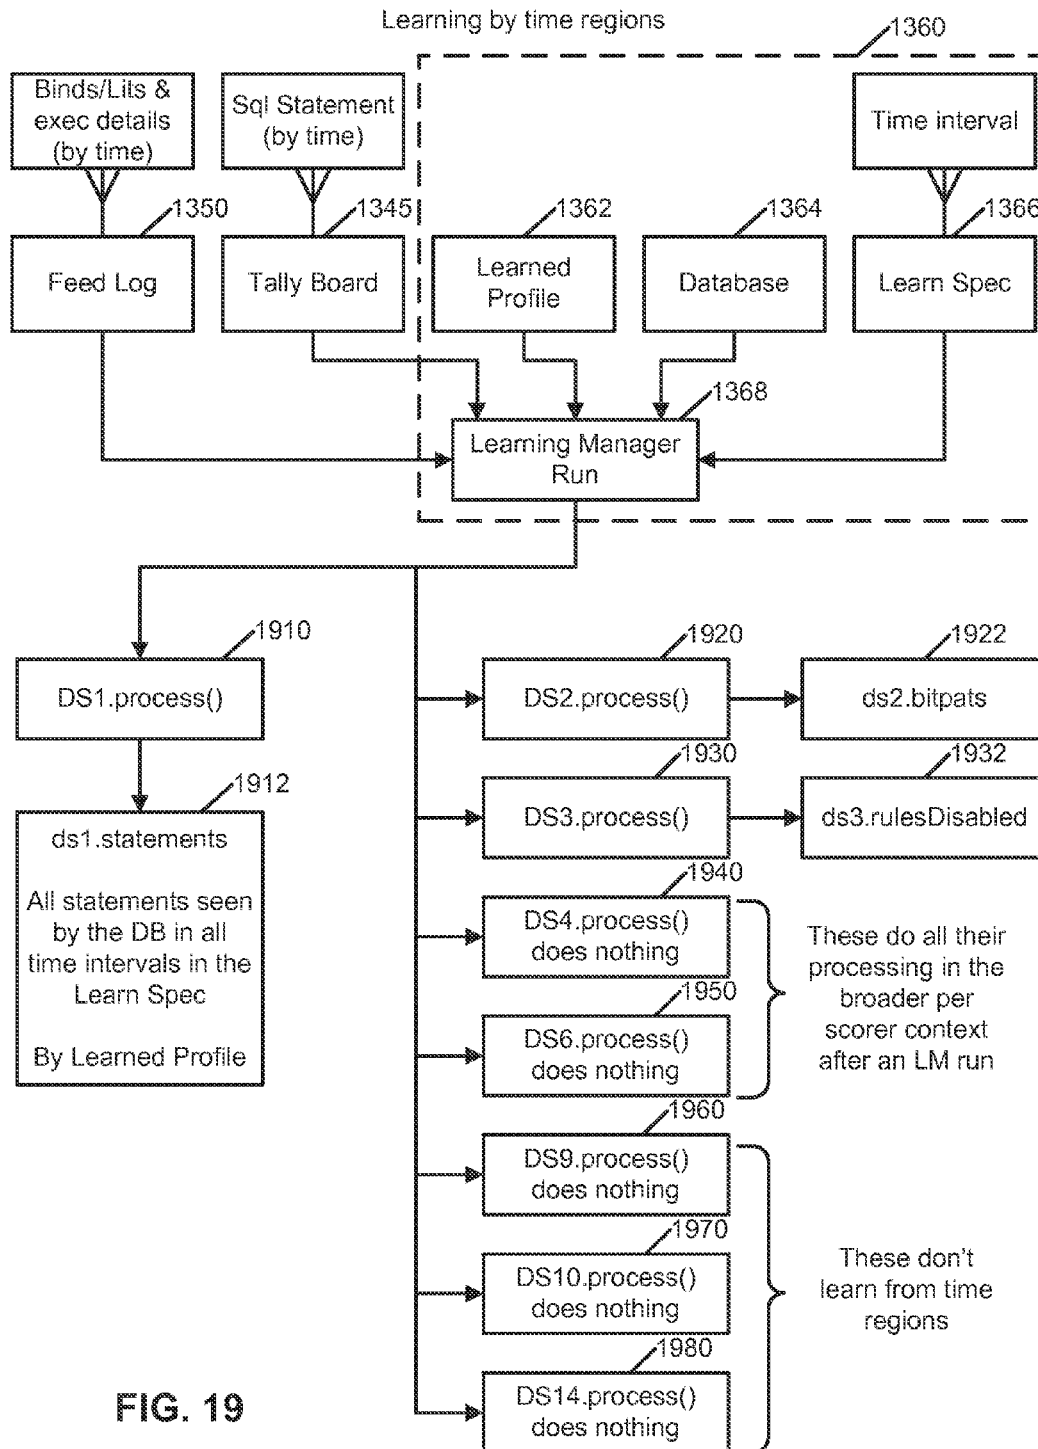 Learning by time regions
1360
Binds/Lits &
exec details
(by time)
Sql Statement
(by time)
Time interval
1350
1345
1362
1364
1366
Feed Log
Tally Board
Learned
Profile
Database
Learn Spec
1368
Learning Manager
Run
1910
DS1.process()
1920
DS2.process()
1922
ds2.bitpats
1930
DS3.process()
1932
ds3.rulesDisabled
1912
ds1.statements
All statements seen
by the DB in all
time intervals in the
Learn Spec
By Learned Profile
1940
DS4.process()
does nothing
1950
DS6.process()
does nothing
These do all their
processing in the
broader per
scorer context
after an LM run
1960
DS9.process()
does nothing
1970
DS10.process()
does nothing
1980
DS14.process()
does nothing
These don't
learn from time
regions
FIG. 19